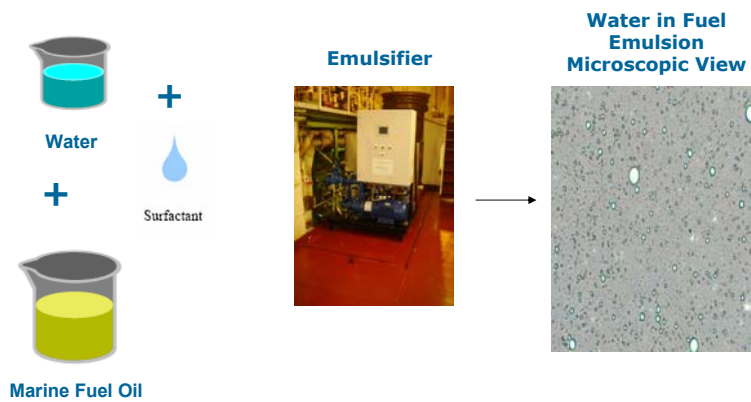 Water
+
+
Surfactant
Marine Fuel Oil
Emulsifier
Water in Fuel
Emulsion
Microscopic View